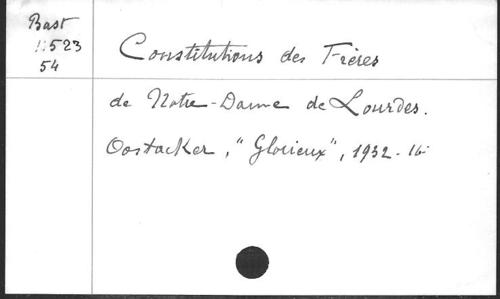 Bast
523
54
Constitutions des Frères
de Notre-Dame de Lourdes.
Oostacker, "Glorieux", 1932. 16.